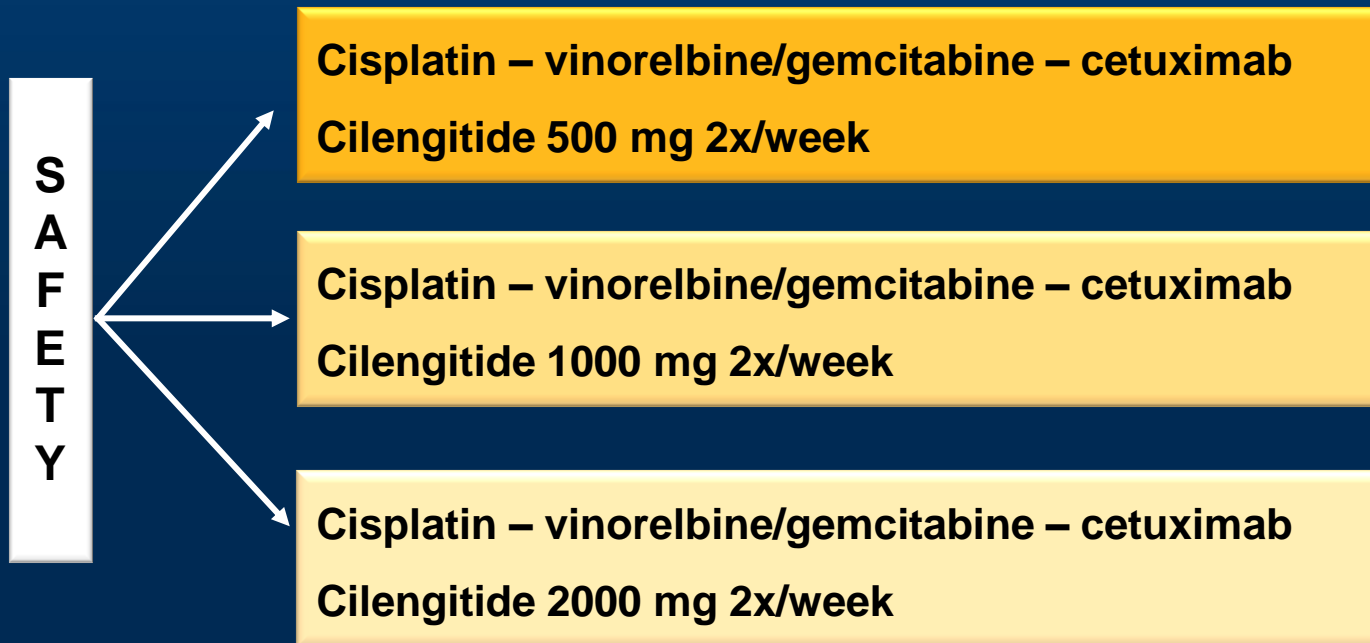 SAFETY
Cisplatin – vinorelbine/gemcitabine – cetuximab
Cilengitide 500 mg 2x/week
Cisplatin – vinorelbine/gemcitabine – cetuximab
Cilengitide 1000 mg 2x/week
Cisplatin – vinorelbine/gemcitabine – cetuximab
Cilengitide 2000 mg 2x/week